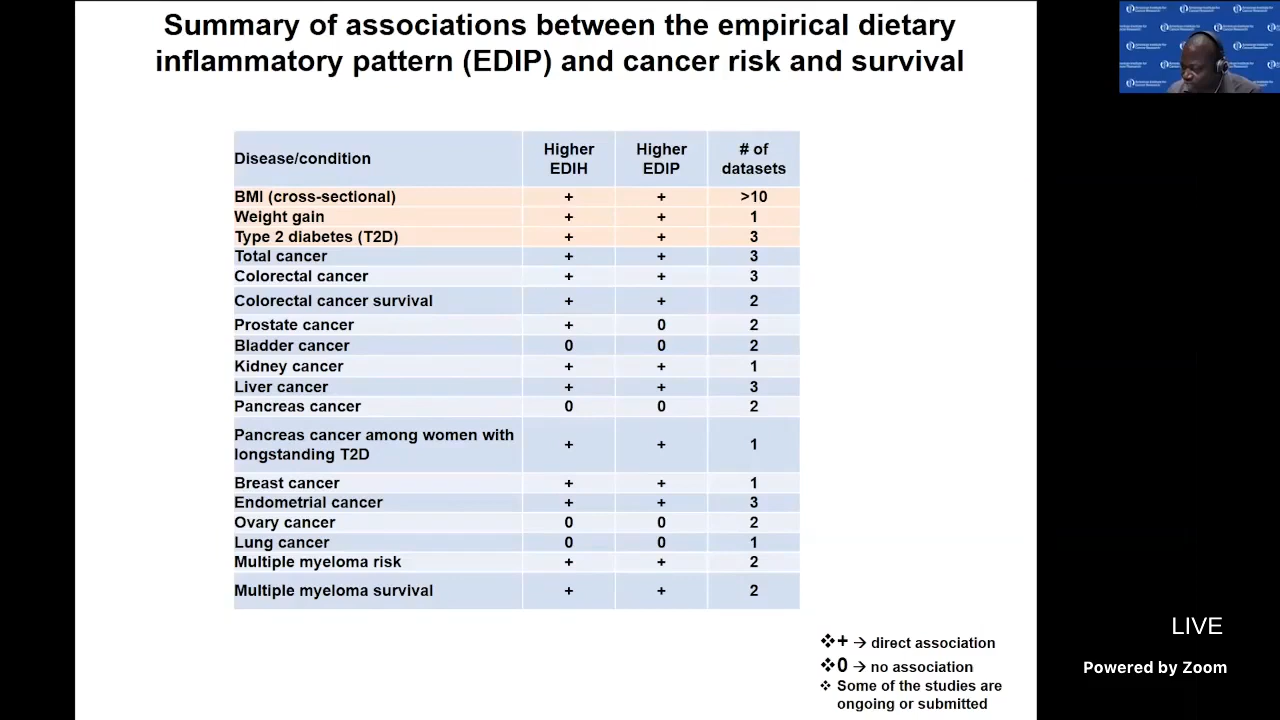 Summary of associations between the empirical dietary
inflammatory pattern (EDIP) and cancer risk and survival
Disease/condition Higher EDIH Higher EDIP # of datasets
BMI (cross-sectional) + + >10
Weight gain + + 1
Type 2 diabetes (T2D) + + 3
Total cancer + + 3
Colorectal cancer + + 3
Colorectal cancer survival + + 2
Prostate cancer + 0 2
Bladder cancer 0 0 2
Kidney cancer + + 1
Liver cancer + + 3
Pancreas cancer 0 0 2
Pancreas cancer among women with
longstanding T2D + + 1
Breast cancer + + 1
Endometrial cancer + + 3
Ovary cancer 0 0 2
Lung cancer 0 0 1
Multiple myeloma risk + + 2
Multiple myeloma survival + + 2
❖+ → direct association
❖0 → no association
❖ Some of the studies are
ongoing or submitted
LIVE
Powered by Zoom